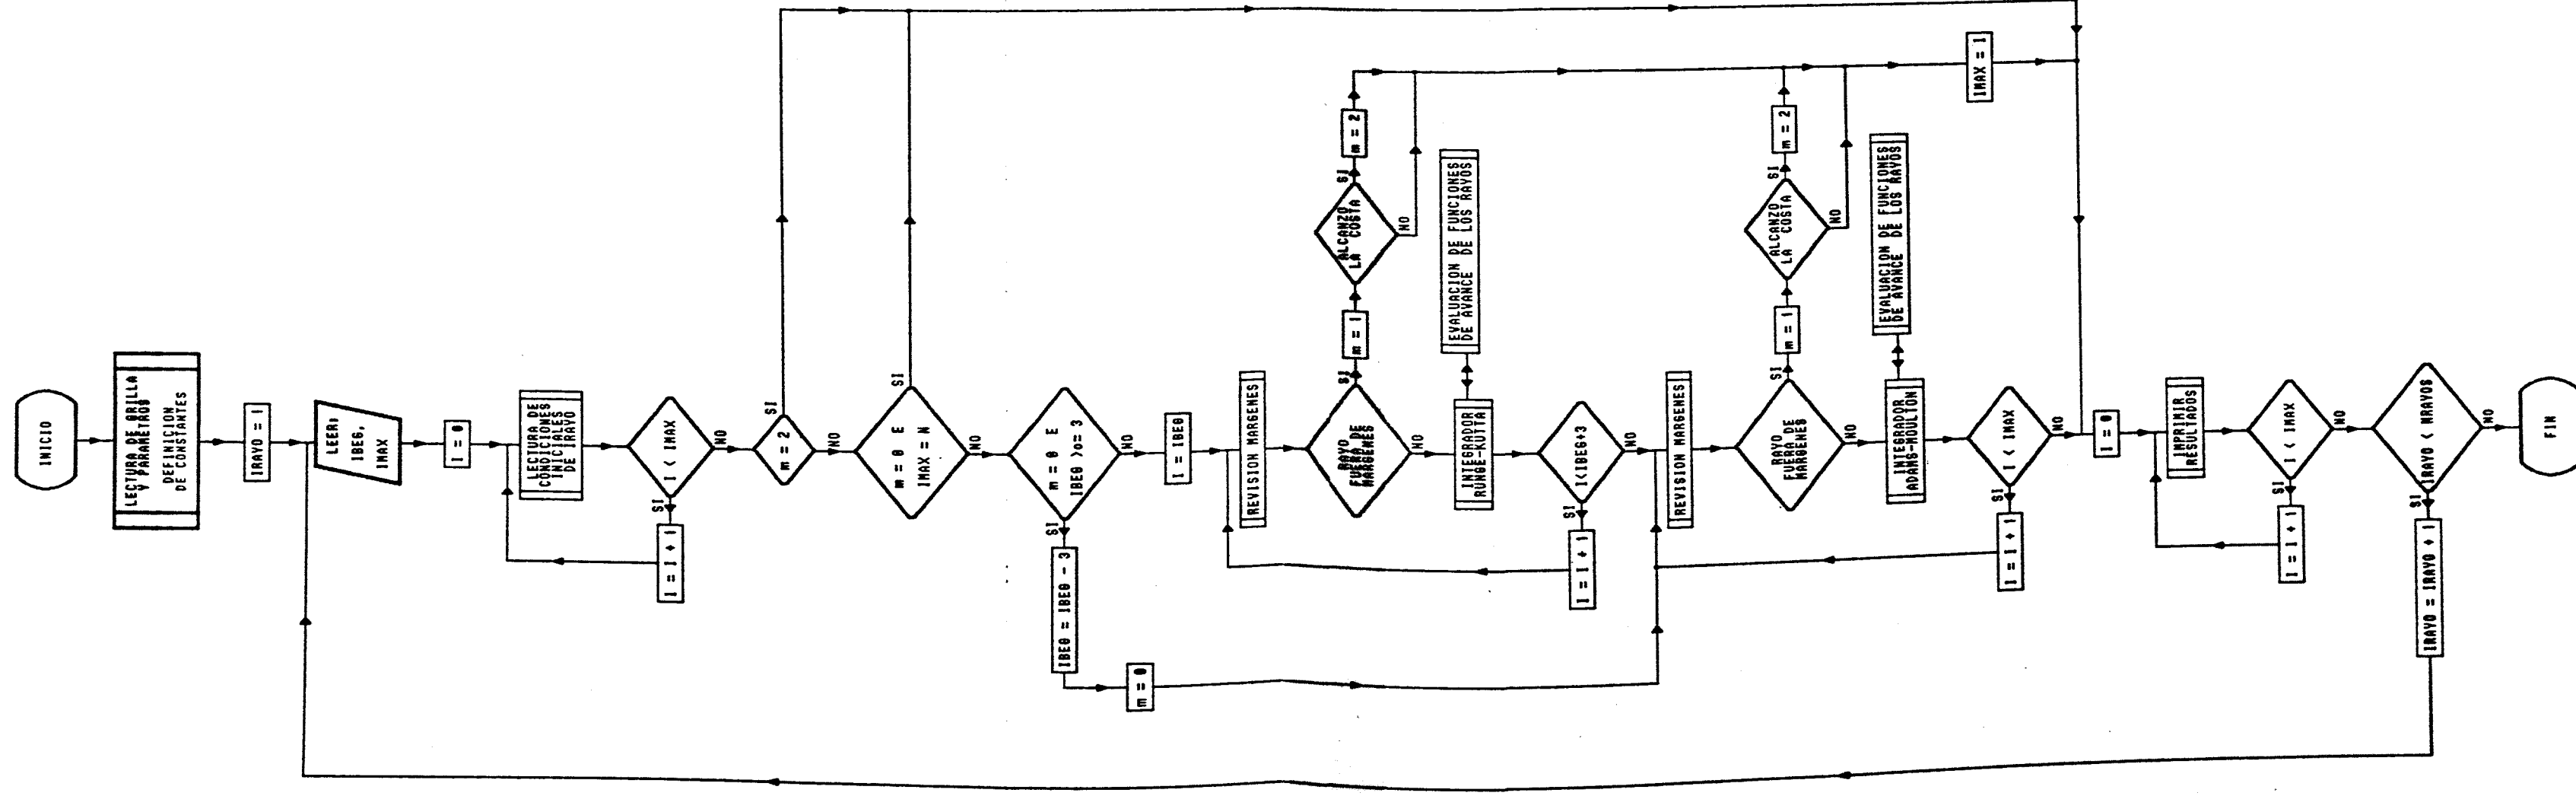 INICIO
LECTURA DE GRILLA
Y PARAMETROS
DEFINICION
DE CONSTANTES
IRAYO = 1
LEER:
IBEG,
IMAX
I = 0
LECTURA DE
CONDICIONES
INICIALES
DE IRAYO
I < IMAX
SI
I = I + 1
NO
m = 2
SI
NO
m = 0 E
IMAX = N
SI
NO
m = 0 E
IBEG >o= 3
SI
IBEG = IBEG - 3
m = 0
NO
I = IBEG
REVISION MARGENES
RAYO
FUERA DE
MARGENES
SI
m = 1
ALCANZO
LA COSTA
SI
m = 2
NO
NO
INTEGRADOR
RUNGE-KUTTA
EVALUACION DE FUNCIONES
DE AVANCE DE LOS RAYOS
I<IBEG+3
SI
I = I + 1
NO
REVISION MARGENES
RAYO
FUERA DE
MARGENES
SI
m = 1
ALCANZO
LA COSTA
SI
m = 2
NO
NO
INTEGRADOR
ADAMS-MOULTON
EVALUACION DE FUNCIONES
DE AVANCE DE LOS RAYOS
IMAX = I
I < IMAX
SI
I = I + 1
NO
I = 0
IMPRIMIR
RESULTADOS
I < IMAX
SI
I = I + 1
NO
IRAYO < NRAYOS
SI
IRAYO = IRAYO + 1
NO
FIN